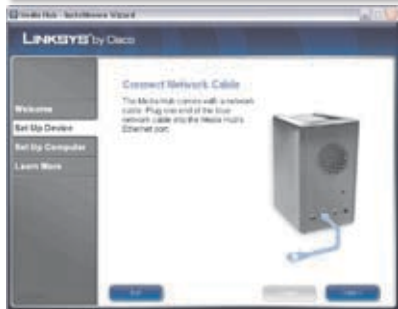 Media Hub - InstallMoose Wizard
LINKSYS by Cisco
Connect Network Cable
The Media Hub comes with a network
cable. Plug one end of the blue
network cable into the Media Hub's
Ethernet port.
Welcome
Set Up Device
Set Up Computer
Learn More